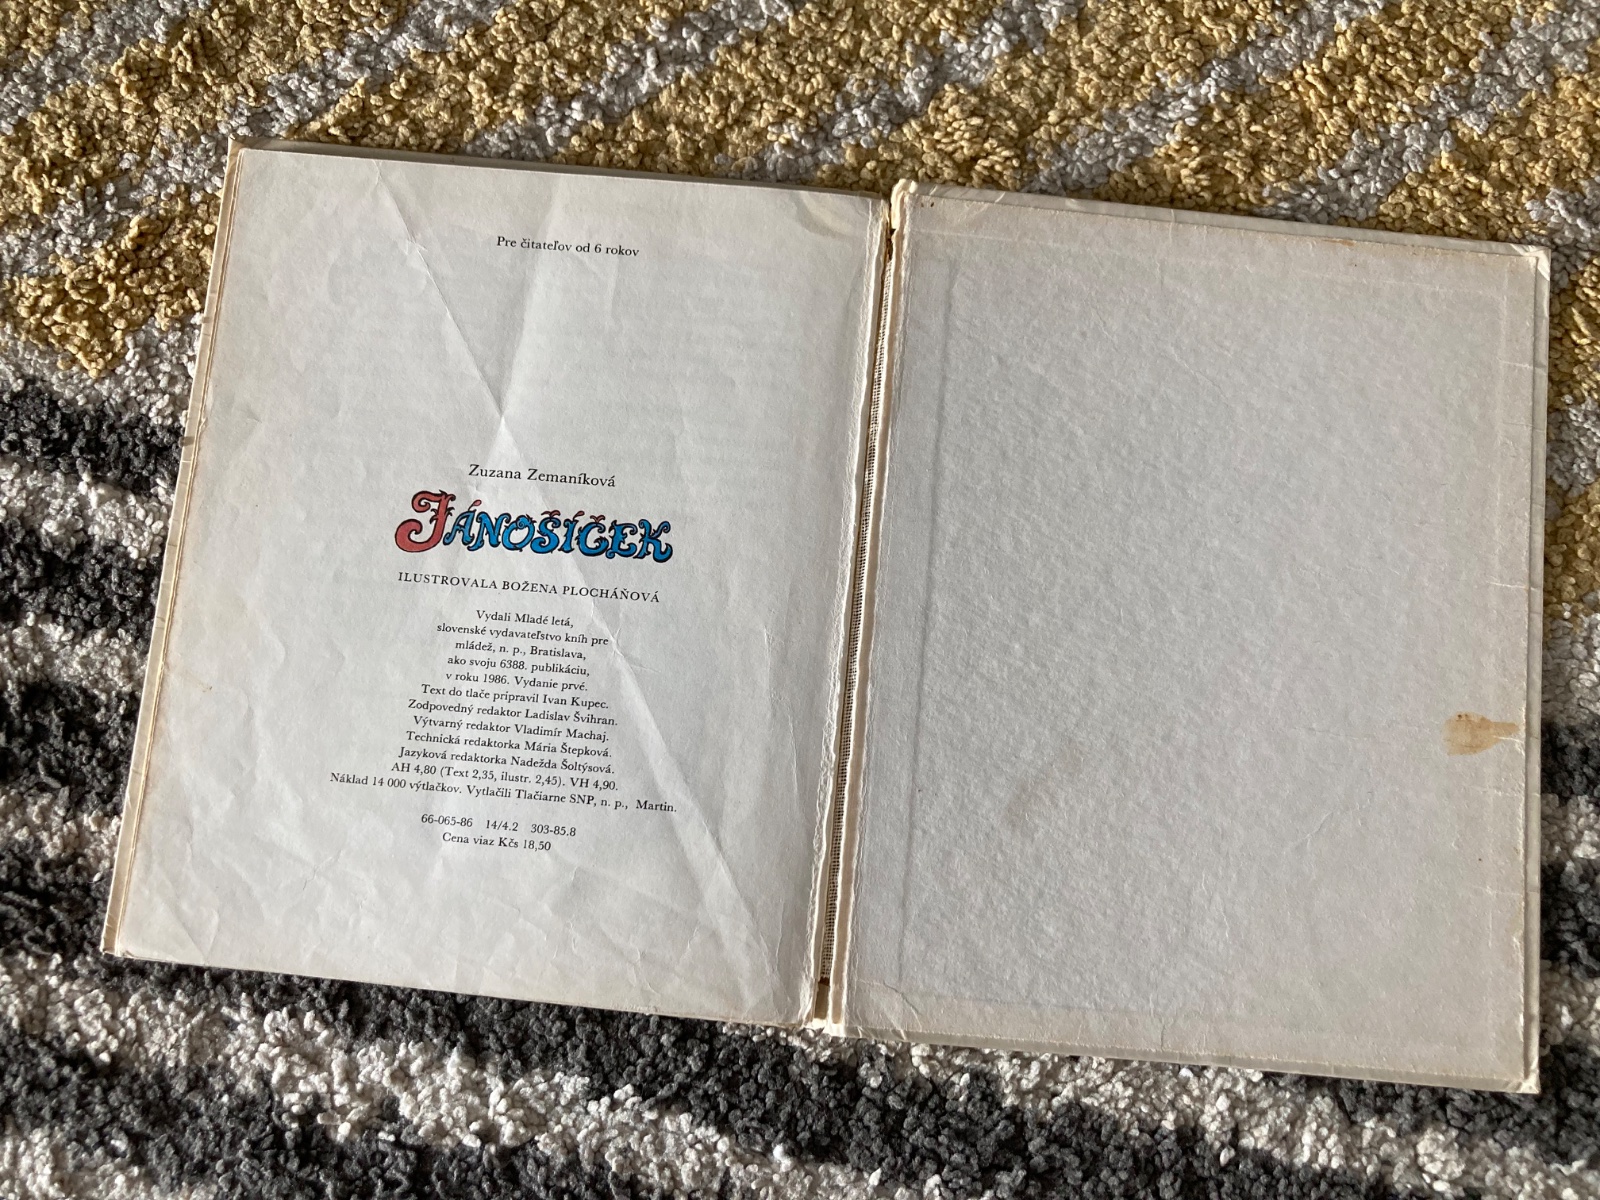 Pre čitateľov od 6 rokov
Zuzana Zemaníková
JÁNOŠÍČEK
ILUSTROVALA BOŽENA PLOCHÁŇOVÁ
Vydali Mladé letá,
slovenské vydavateľstvo kníh pre
mládež, n. p., Bratislava,
ako svoju 6388. publikáciu,
v roku 1986. Vydanie prvé.
Text do tlače pripravil Ivan Kupec.
Zodpovedný redaktor Ladislav Švihran.
Výtvarný redaktor Vladimír Machaj.
Technická redaktorka Mária Štepková.
Jazyková redaktorka Nadežda Šoltýsová.
AH 4,80 (Text 2,35, ilustr. 2,45). VH 4,90.
Náklad 14 000 výtlačkov. Vytlačili Tlačiarne SNP, n. p., Martin.
66-065-86 14/4.2 303-85.8
Cena viaz Kčs 18,50